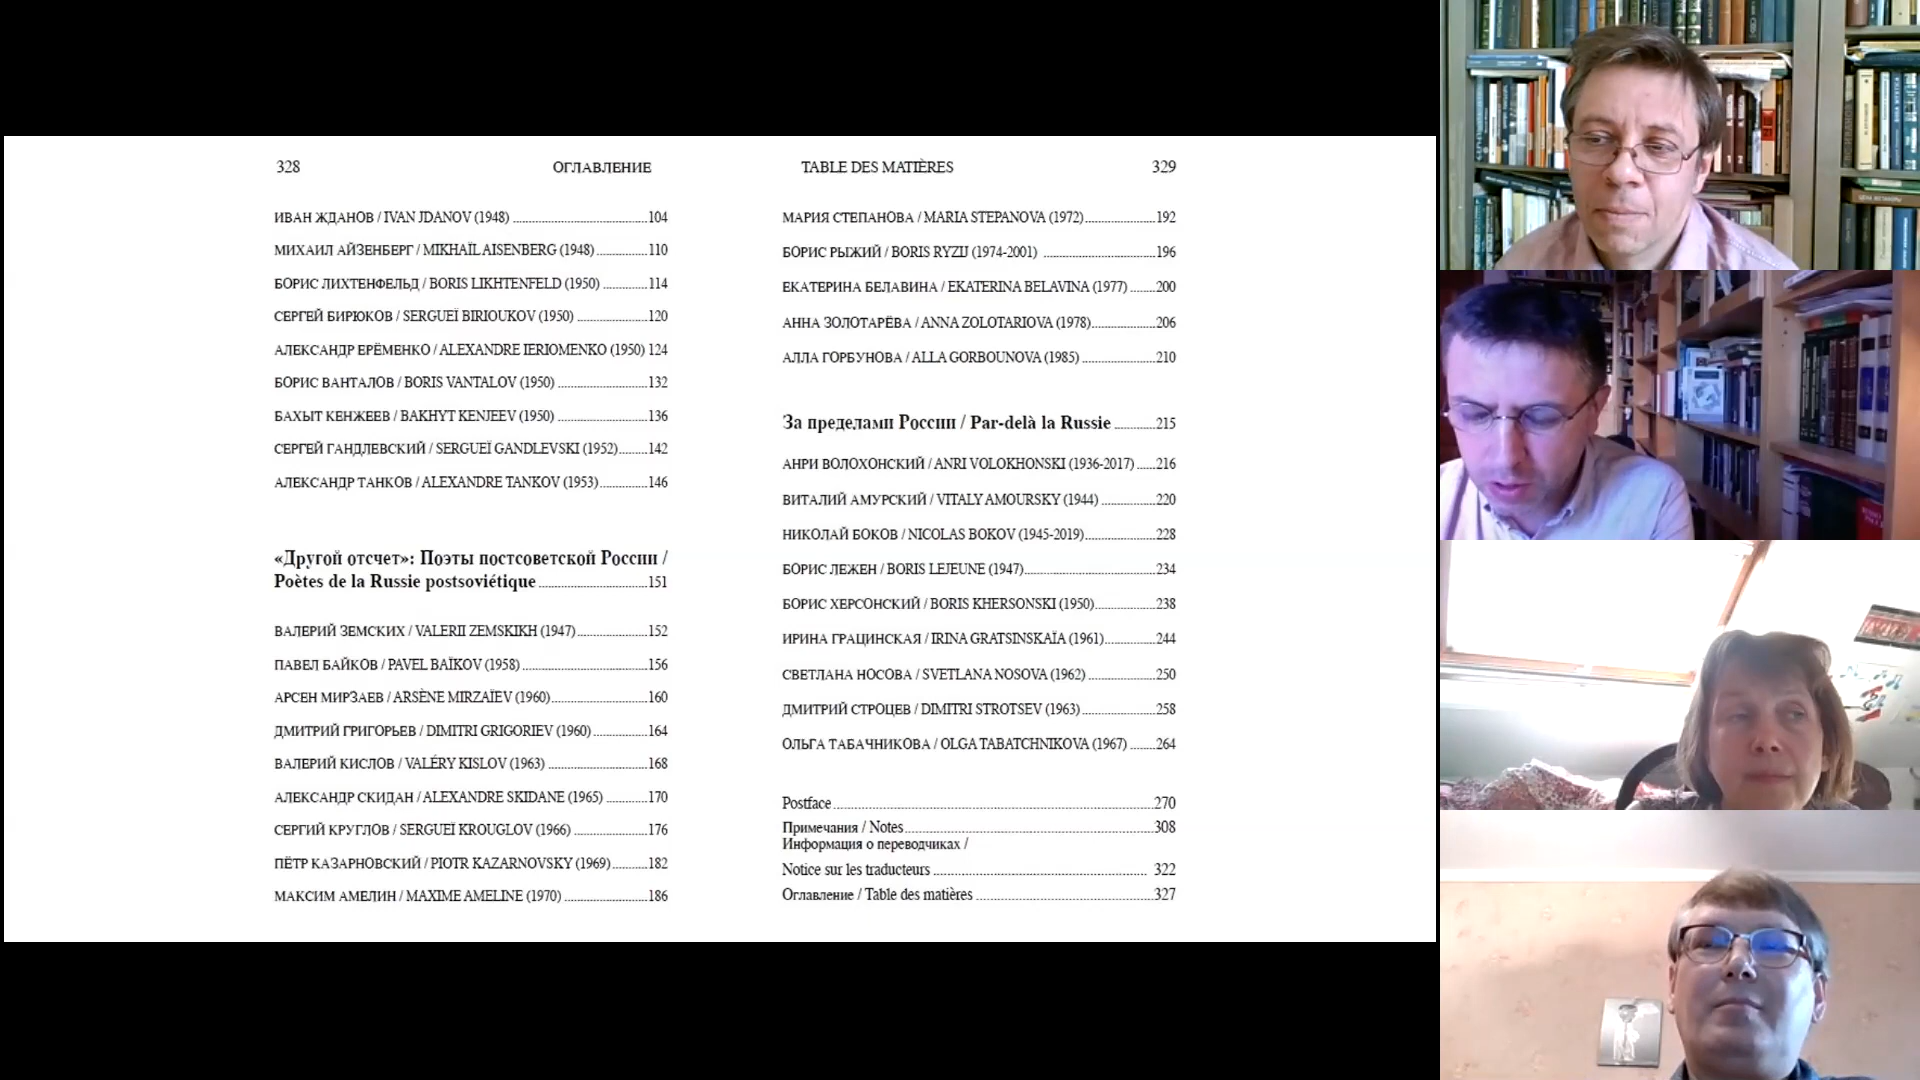 328 ОГЛАВЛЕНИЕ
ИВАН ЖДАНОВ / IVAN JDANOV (1948) ........................................104
МИХАИЛ АЙЗЕНБЕРГ / MIKHAÏL AISENBERG (1948) ...............110
БОРИС ЛИХТЕНФЕЛЬД / BORIS LIKHTENFELD (1950) .............114
СЕРГЕЙ БИРЮКОВ / SERGUEÏ BIRIOUKOV (1950) .....................120
АЛЕКСАНДР ЕРЁМЕНКО / ALEXANDRE IERIOMENKO (1950) 124
БОРИС ВАНТАЛОВ / BORIS VANTALOV (1950) ...........................132
БАХЫТ КЕНЖЕЕВ / BAKHYT KENJEEV (1950) ...........................136
СЕРГЕЙ ГАНДЛЕВСКИЙ / SERGUEÏ GANDLEVSKI (1952).........142
АЛЕКСАНДР ТАНКОВ / ALEXANDRE TANKOV (1953)...............146
«Другой отсчет»: Поэты постсоветской России /
Poètes de la Russie postsoviétique ................................151
ВАЛЕРИЙ ЗЕМСКИХ / VALERII ZEMSKIKH (1947).....................152
ПАВЕЛ БАЙКОВ / PAVEL BAÏKOV (1958) .....................................156
АРСЕН МИРЗАЕВ / ARSÈNE MIRZAÏEV (1960).............................160
ДМИТРИЙ ГРИГОРЬЕВ / DIMITRI GRIGORIEV (1960) ................164
ВАЛЕРИЙ КИСЛОВ / VALÉRY KISLOV (1963) .............................168
АЛЕКСАНДР СКИДАН / ALEXANDRE SKIDANE (1965) ............170
СЕРГИЙ КРУГЛОВ / SERGUEÏ KROUGLOV (1966) ......................176
ПЁТР КАЗАРНОВСКИЙ / PIOTR KAZARNOVSKY (1969)..........182
МАКСИМ АМЕЛИН / MAXIME AMELINE (1970) ........................186
TABLE DES MATIÈRES 329
МАРИЯ СТЕПАНОВА / MARIA STEPANOVA (1972).....................192
БОРИС РЫЖИЙ / BORIS RYZIJ (1974-2001) .................................196
ЕКАТЕРИНА БЕЛАВИНА / EKATERINA BELAVINA (1977) .......200
АННА ЗОЛОТАРЁВА / ANNA ZOLOTARIOVA (1978)...................206
АЛЛА ГОРБУНОВА / ALLA GORBOUNOVA (1985) ......................210
За пределами России / Par-delà la Russie ............215
АНРИ ВОЛОХОНСКИЙ / ANRI VOLOKHONSKI (1936-2017) .....216
ВИТАЛИЙ АМУРСКИЙ / VITALY AMOURSKY (1944) ................220
НИКОЛАЙ БОКОВ / NICOLAS BOKOV (1945-2019).....................228
БОРИС ЛЕЖЕН / BORIS LEJEUNE (1947).......................................234
БОРИС ХЕРСОНСКИЙ / BORIS KHERSONSKI (1950)..................238
ИРИНА ГРАЦИНСКАЯ / IRINA GRATSINSKAÏA (1961)...............244
СВЕТЛАНА НОСОВА / SVETLANA NOSOVA (1962) ....................250
ДМИТРИЙ СТРОЦЕВ / DIMITRI STROTSEV (1963) ......................258
ОЛЬГА ТАБАЧНИКОВА / OLGA TABATCHNIKOVA (1967) ........264
Postface ................................................................270
Примечания / Notes................................................308
Информация о переводчиках /
Notice sur les traducteurs ........................................ 322
Оглавление / Table des matières ...............................327